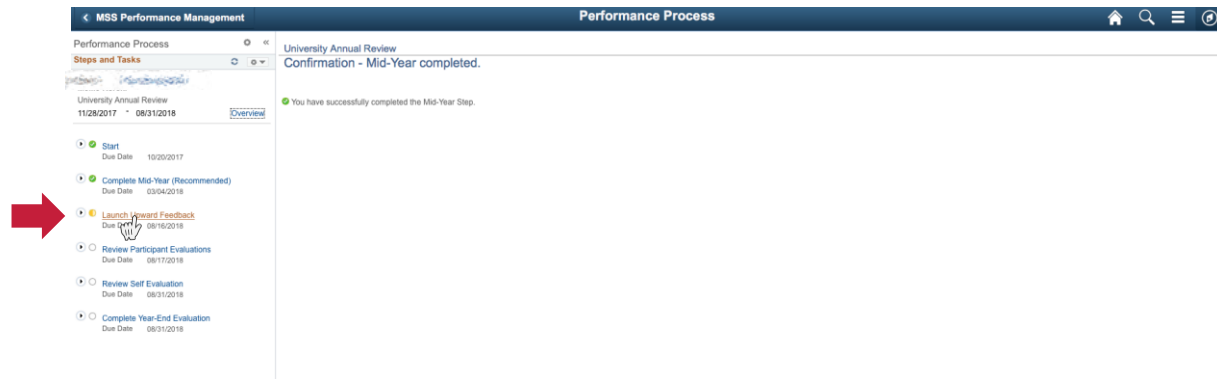 MSS Performance Management
Performance Process
Performance Process
Steps and Tasks
University Annual Review
11/28/2017 - 08/31/2018 Overview
Start
Due Date 10/20/2017
Complete Mid-Year (Recommended)
Due Date 03/04/2018
Launch Upward Feedback
Due Date 08/16/2018
Review Participant Evaluations
Due Date 08/17/2018
Review Self Evaluation
Due Date 08/31/2018
Complete Year-End Evaluation
Due Date 08/31/2018
University Annual Review
Confirmation - Mid-Year completed.
You have successfully completed the Mid-Year Step.